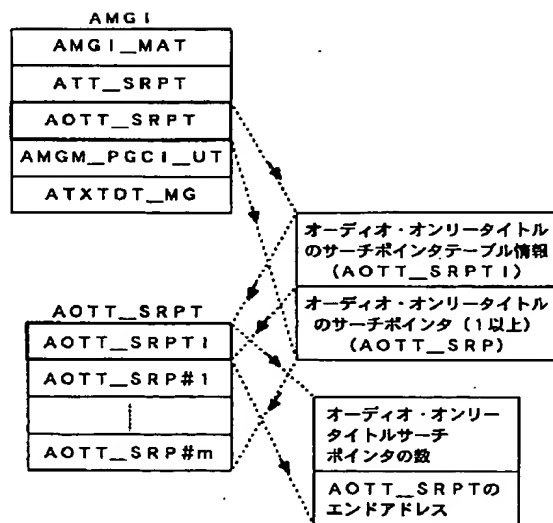 AMGI
AMGI_MAT
ATT_SRPT
AOTT_SRPT
AMGM_PGCI_UT
ATXTDT_MG
オーディオ・オンリータイトル
のサーチポインタテーブル情報
(AOTT_SRPTI)
オーディオ・オンリータイトル
のサーチポインタ(1以上)
(AOTT_SRP)
AOTT_SRPT
AOTT_SRPTI
AOTT_SRP#1
AOTT_SRP#m
オーディオ・オンリー
タイトルサーチ
ポインタの数
AOTT_SRPTの
エンドアドレス